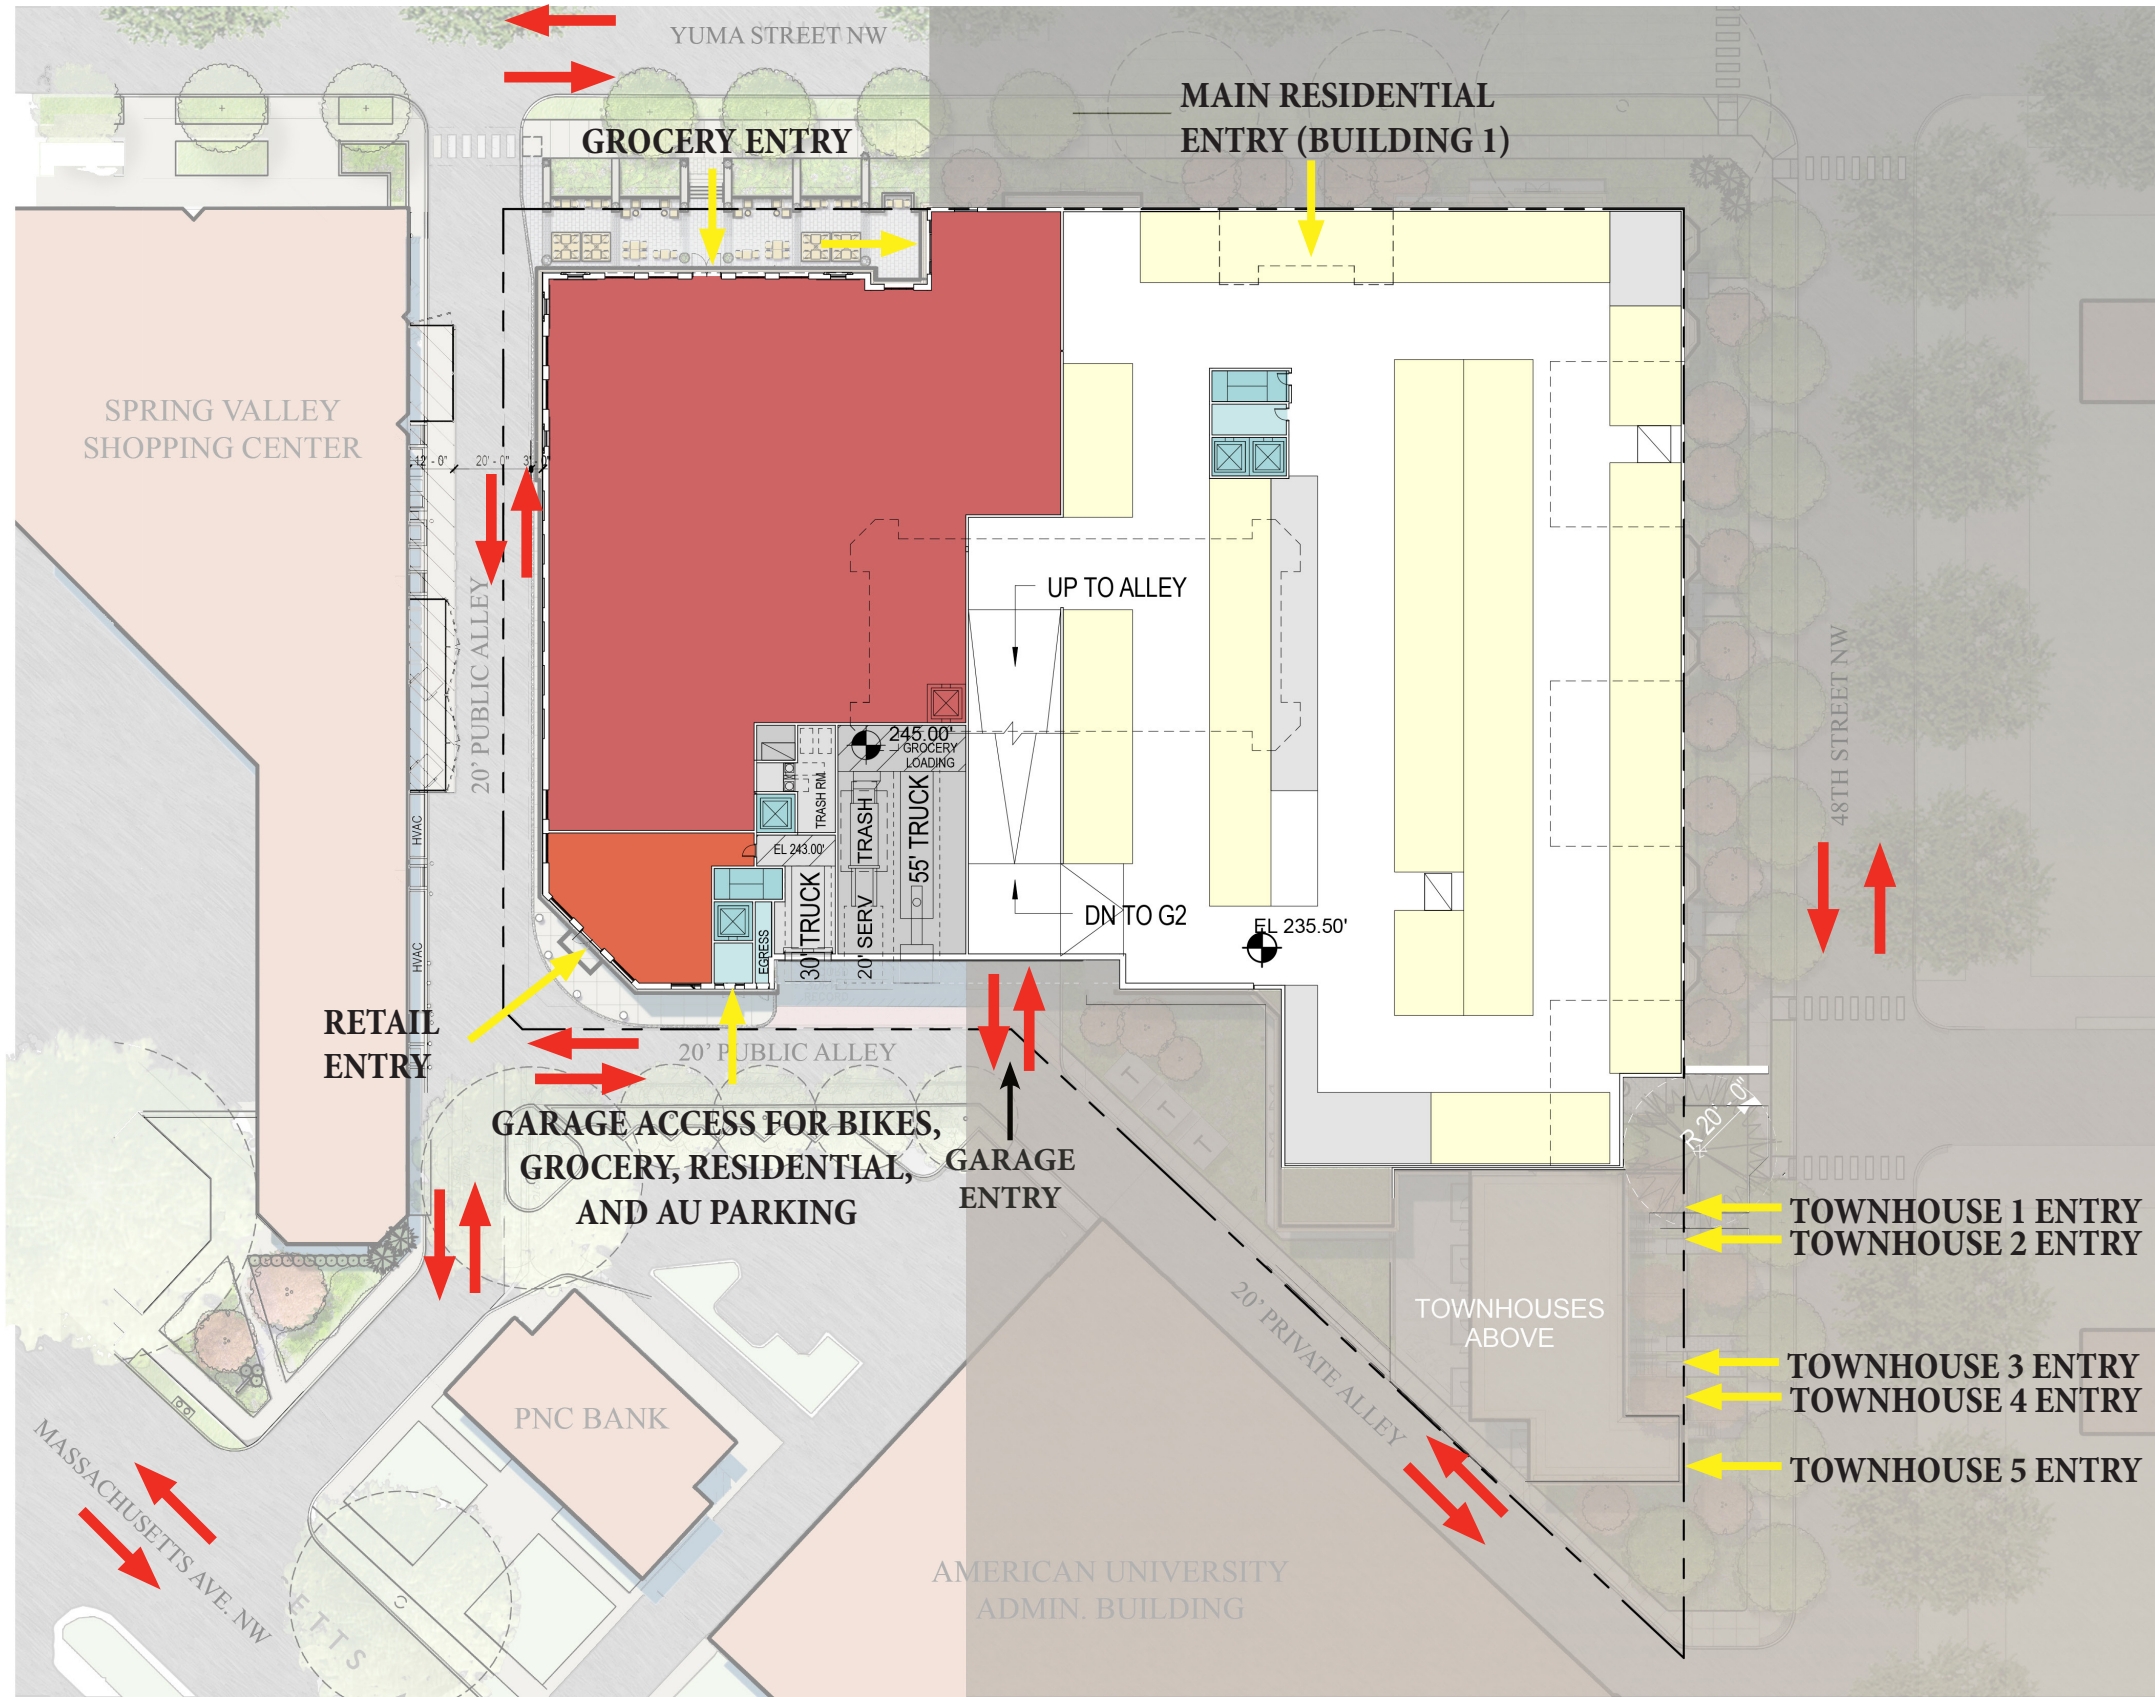 YUMA STREET NW
MAIN RESIDENTIAL
ENTRY (BUILDING 1)
GROCERY ENTRY
SPRING VALLEY
SHOPPING CENTER
12' - 0"
20' - 0"
3' - 0"
20' PUBLIC ALLEY
UP TO ALLEY
48TH STREET NW
245.00'
GROCERY
LOADING
TRASH RM.
HVAC
EL 243.00'
30' TRUCK
20' SERV
TRASH
55' TRUCK
DN TO G2
EL 235.50'
EGRESS
HVAC
RETAIL
ENTRY
20' PUBLIC ALLEY
GARAGE ACCESS FOR BIKES,
GROCERY, RESIDENTIAL,
AND AU PARKING
GARAGE
ENTRY
R 20' - 0"
TOWNHOUSE 1 ENTRY
TOWNHOUSE 2 ENTRY
TOWNHOUSES
ABOVE
20' PRIVATE ALLEY
TOWNHOUSE 3 ENTRY
TOWNHOUSE 4 ENTRY
TOWNHOUSE 5 ENTRY
PNC BANK
MASSACHUSETTS AVE. NW
ETTS
AMERICAN UNIVERSITY
ADMIN. BUILDING